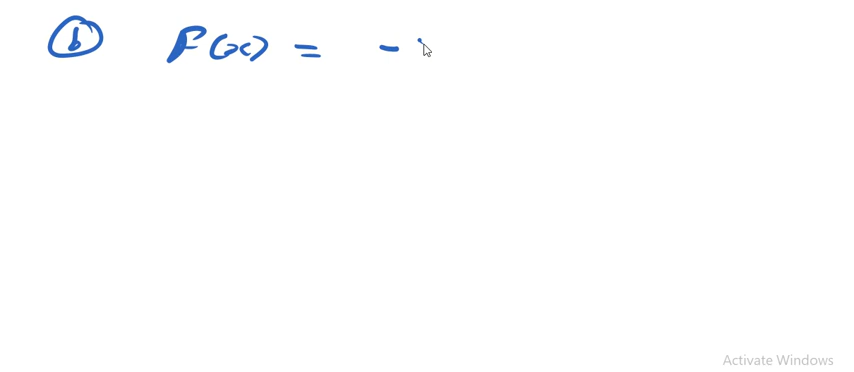 b F(x) = -
Activate Windows